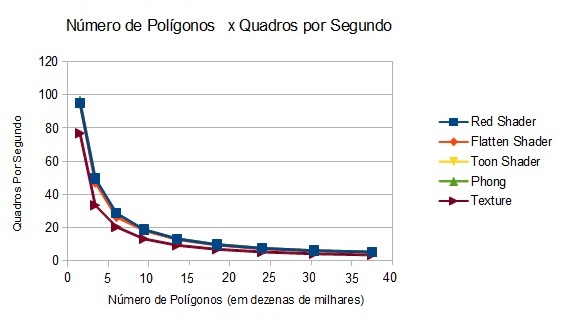 Número de Polígonos x Quadros por Segundo
120
100
80
60
40
20
0
Quadros Por Segundo
0 5 10 15 20 25 30 35 40
Número de Polígonos (em dezenas de milhares)
Red Shader
Flatten Shader
Toon Shader
Phong
Texture